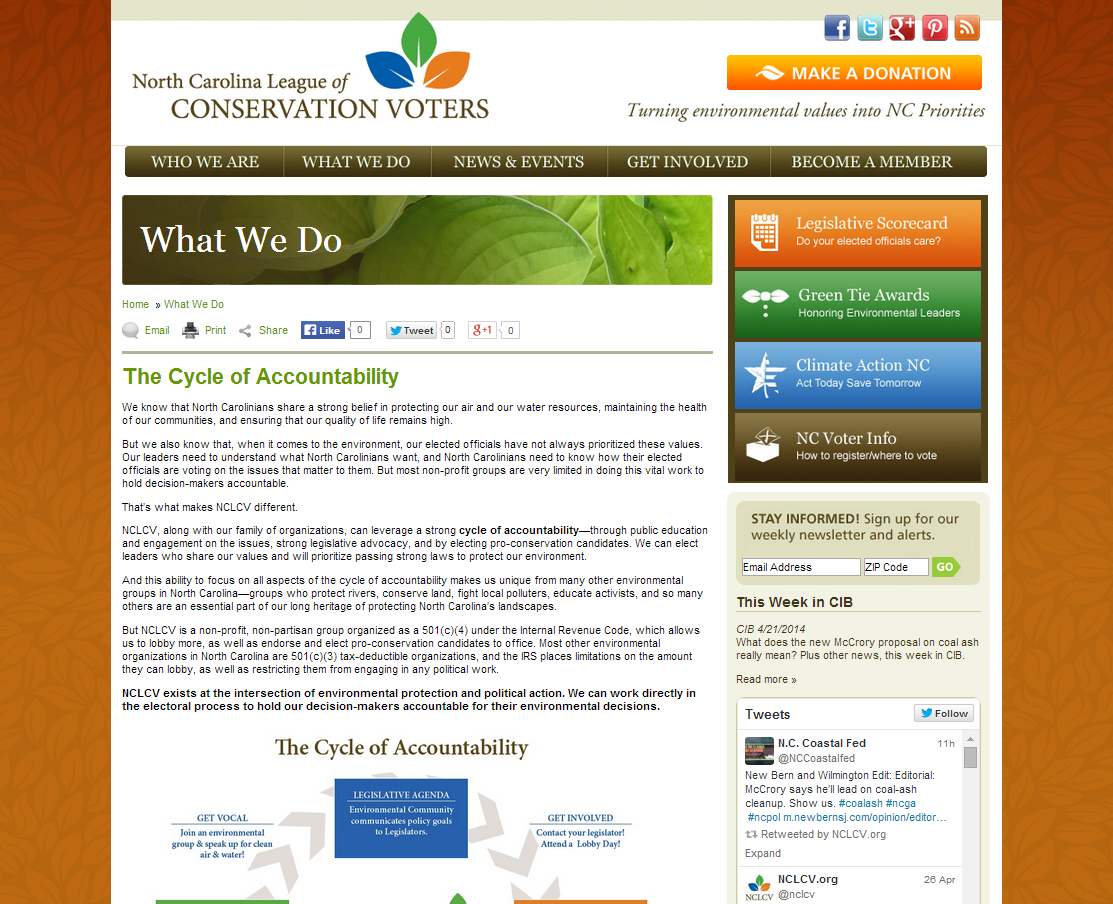 North Carolina League of
CONSERVATION VOTERS
MAKE A DONATION
Turning environmental values into NC Priorities
WHO WE ARE
WHAT WE DO
NEWS & EVENTS
GET INVOLVED
BECOME A MEMBER
What We Do
Home » What We Do
Email Print Share Like 0 Tweet 0 g+1 0
The Cycle of Accountability
We know that North Carolinians share a strong belief in protecting our air and our water resources, maintaining the health
of our communities, and ensuring that our quality of life remains high.
But we also know that, when it comes to the environment, our elected officials have not always prioritized these values.
Our leaders need to understand what North Carolinians want, and North Carolinians need to know how their elected
officials are voting on the issues that matter to them. But most non-profit groups are very limited in doing this vital work to
hold decision-makers accountable.
That's what makes NCLCV different.
NCLCV, along with our family of organizations, can leverage a strong cycle of accountability—through public education
and engagement on the issues, strong legislative advocacy, and by electing pro-conservation candidates. We can elect
leaders who share our values and will prioritize passing strong laws to protect our environment.
And this ability to focus on all aspects of the cycle of accountability makes us unique from many other environmental
groups in North Carolina—groups who protect rivers, conserve land, fight local polluters, educate activists, and so many
others are an essential part of our long heritage of protecting North Carolina's landscapes.
But NCLCV is a non-profit, non-partisan group organized as a 501(c)(4) under the Internal Revenue Code, which allows
us to lobby more, as well as endorse and elect pro-conservation candidates to office. Most other environmental
organizations in North Carolina are 501(c)(3) tax-deductible organizations, and the IRS places limitations on the amount
they can lobby, as well as restricting them from engaging in any political work.
NCLCV exists at the intersection of environmental protection and political action. We can work directly in
the electoral process to hold our decision-makers accountable for their environmental decisions.
The Cycle of Accountability
LEGISLATIVE AGENDA
Environmental Community
communicates policy goals
to Legislators.
GET VOCAL
Join an environmental
group & speak up for clean
air & water!
GET INVOLVED
Contact your legislator!
Attend a Lobby Day!
Legislative Scorecard
Do your elected officials care?
Green Tie Awards
Honoring Environmental Leaders
Climate Action NC
Act Today Save Tomorrow
NC Voter Info
How to register/where to vote
STAY INFORMED! Sign up for our
weekly newsletter and alerts.
Email Address ZIP Code GO
This Week in CIB
CIB 4/21/2014
What does the new McCrory proposal on coal ash
really mean? Plus other news, this week in CIB.
Read more »
Tweets Follow
N.C. Coastal Fed 11h
@NCCoastalfed
New Bern and Wilmington Edit: Editorial:
McCrory says he'll lead on coal-ash
cleanup. Show us. #coalash #ncga
#ncpol m.newbernsj.com/opinion/editor…
Retweeted by NCLCV.org
Expand
NCLCV.org 26 Apr
@nclcv
NCLCV